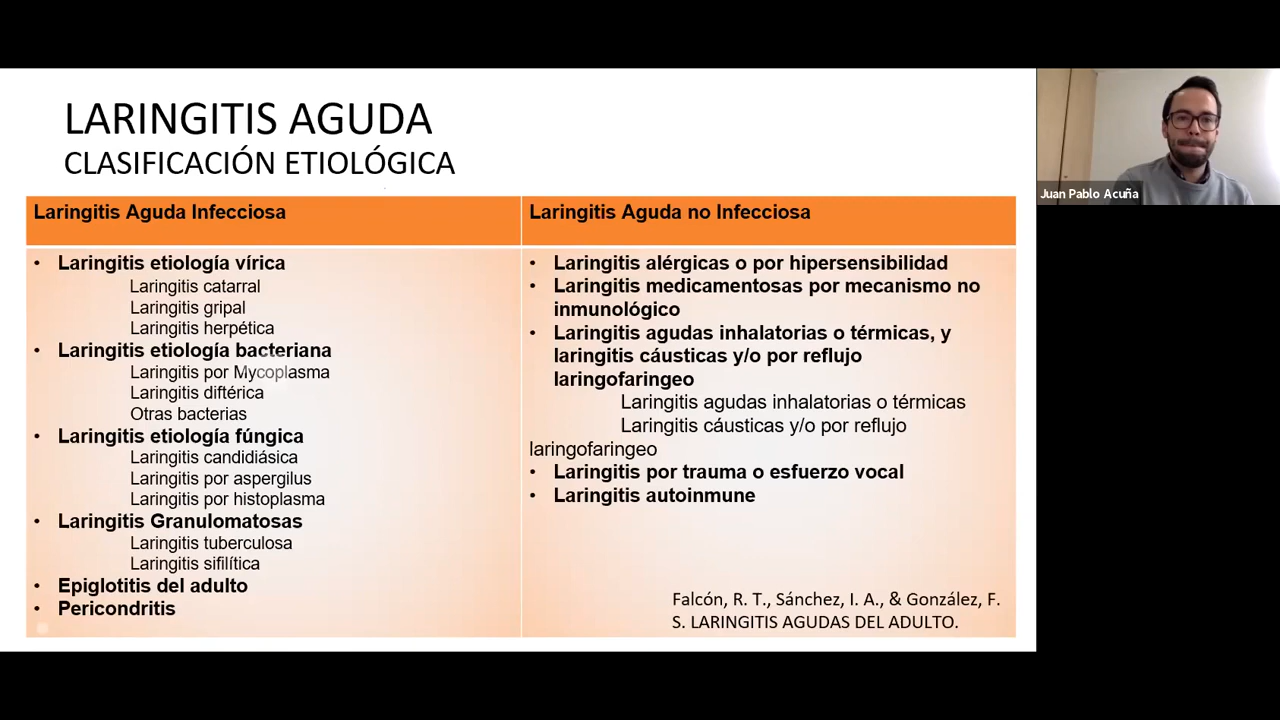 LARINGITIS AGUDA
CLASIFICACIÓN ETIOLÓGICA
Laringitis Aguda Infecciosa
• Laringitis etiología vírica
Laringitis catarral
Laringitis gripal
Laringitis herpética
• Laringitis etiología bacteriana
Laringitis por Mycoplasma
Laringitis diftérica
Otras bacterias
• Laringitis etiología fúngica
Laringitis candidiásica
Laringitis por aspergilus
Laringitis por histoplasma
• Laringitis Granulomatosas
Laringitis tuberculosa
Laringitis sifilítica
• Epiglotitis del adulto
• Pericondritis
Laringitis Aguda no Infecciosa
• Laringitis alérgicas o por hipersensibilidad
• Laringitis medicamentosas por mecanismo no
inmunológico
• Laringitis agudas inhalatorias o térmicas, y
laringitis cáusticas y/o por reflujo
laringofaringeo
Laringitis agudas inhalatorias o térmicas
Laringitis cáusticas y/o por reflujo
laringofaringeo
• Laringitis por trauma o esfuerzo vocal
• Laringitis autoinmune
Falcón, R. T., Sánchez, I. A., & González, F.
S. LARINGITIS AGUDAS DEL ADULTO.
Juan Pablo Acuña